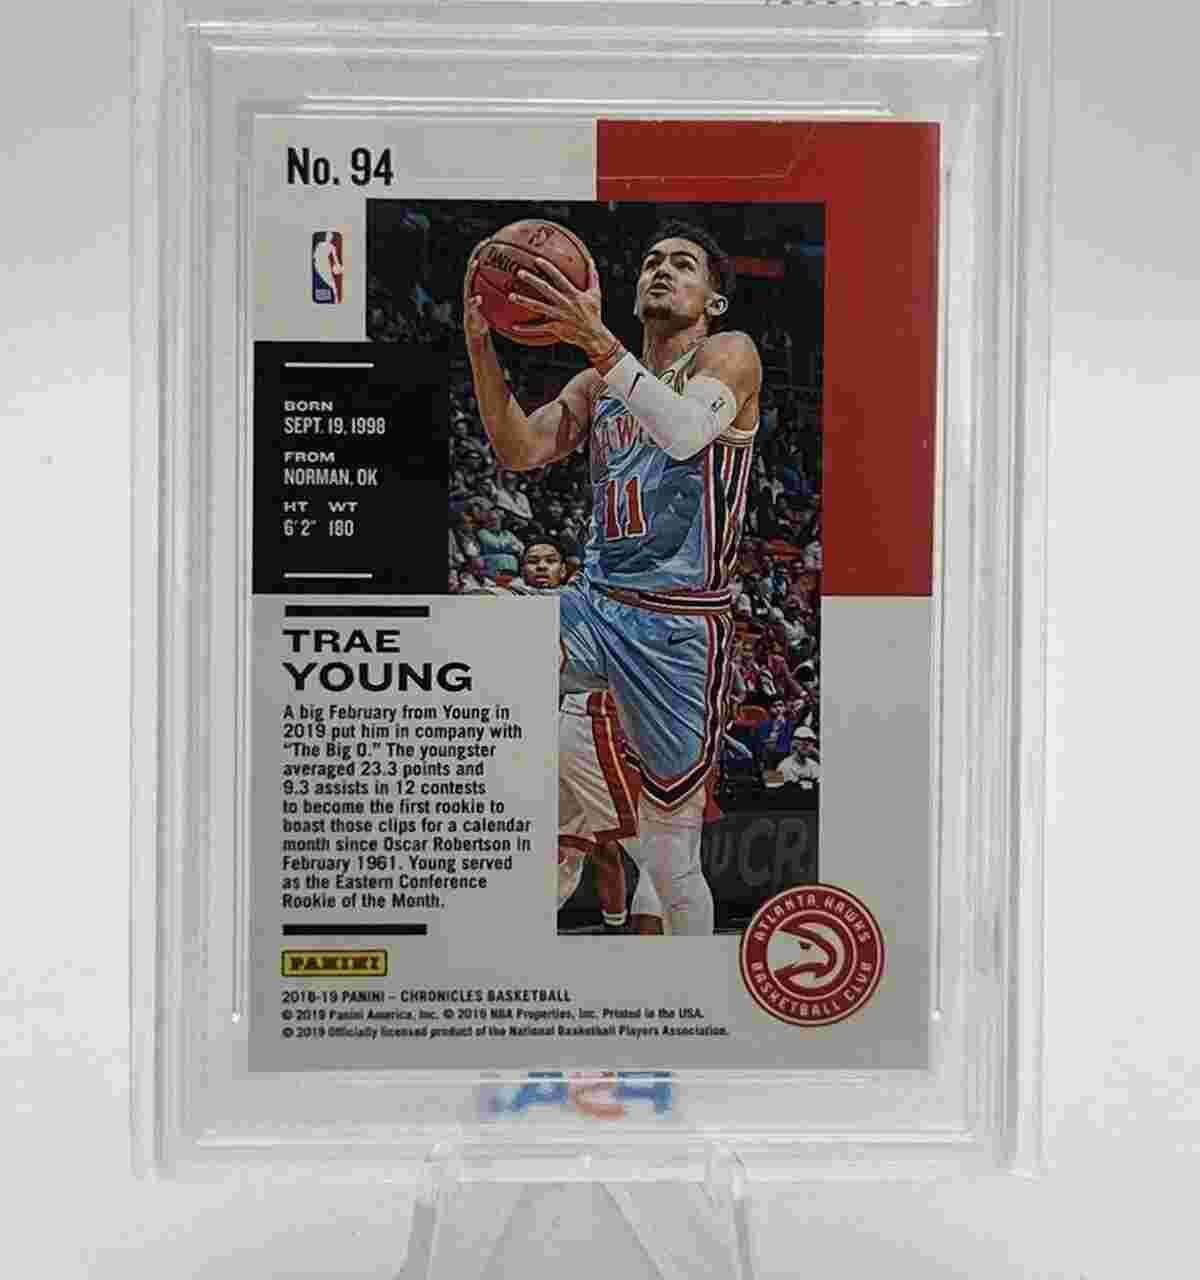 No. 94
BORN
SEPT. 19, 1998
FROM
NORMAN, OK
HT WT
6'2" 180
11
TRAE
YOUNG
A big February from Young in
2019 put him in company with
"The Big O." The youngster
averaged 23.3 points and
9.3 assists in 12 contests
to become the first rookie to
boast those clips for a calendar
month since Oscar Robertson in
February 1961. Young served
as the Eastern Conference
Rookie of the Month.
PANINI
2018-19 PANINI – CHRONICLES BASKETBALL
© 2019 Panini America, Inc. © 2019 NBA Properties, Inc. Printed in the USA.
© 2019 Officially licensed product of the National Basketball Players Association.
ATLANTA HAWKS
BASKETBALL CLUB